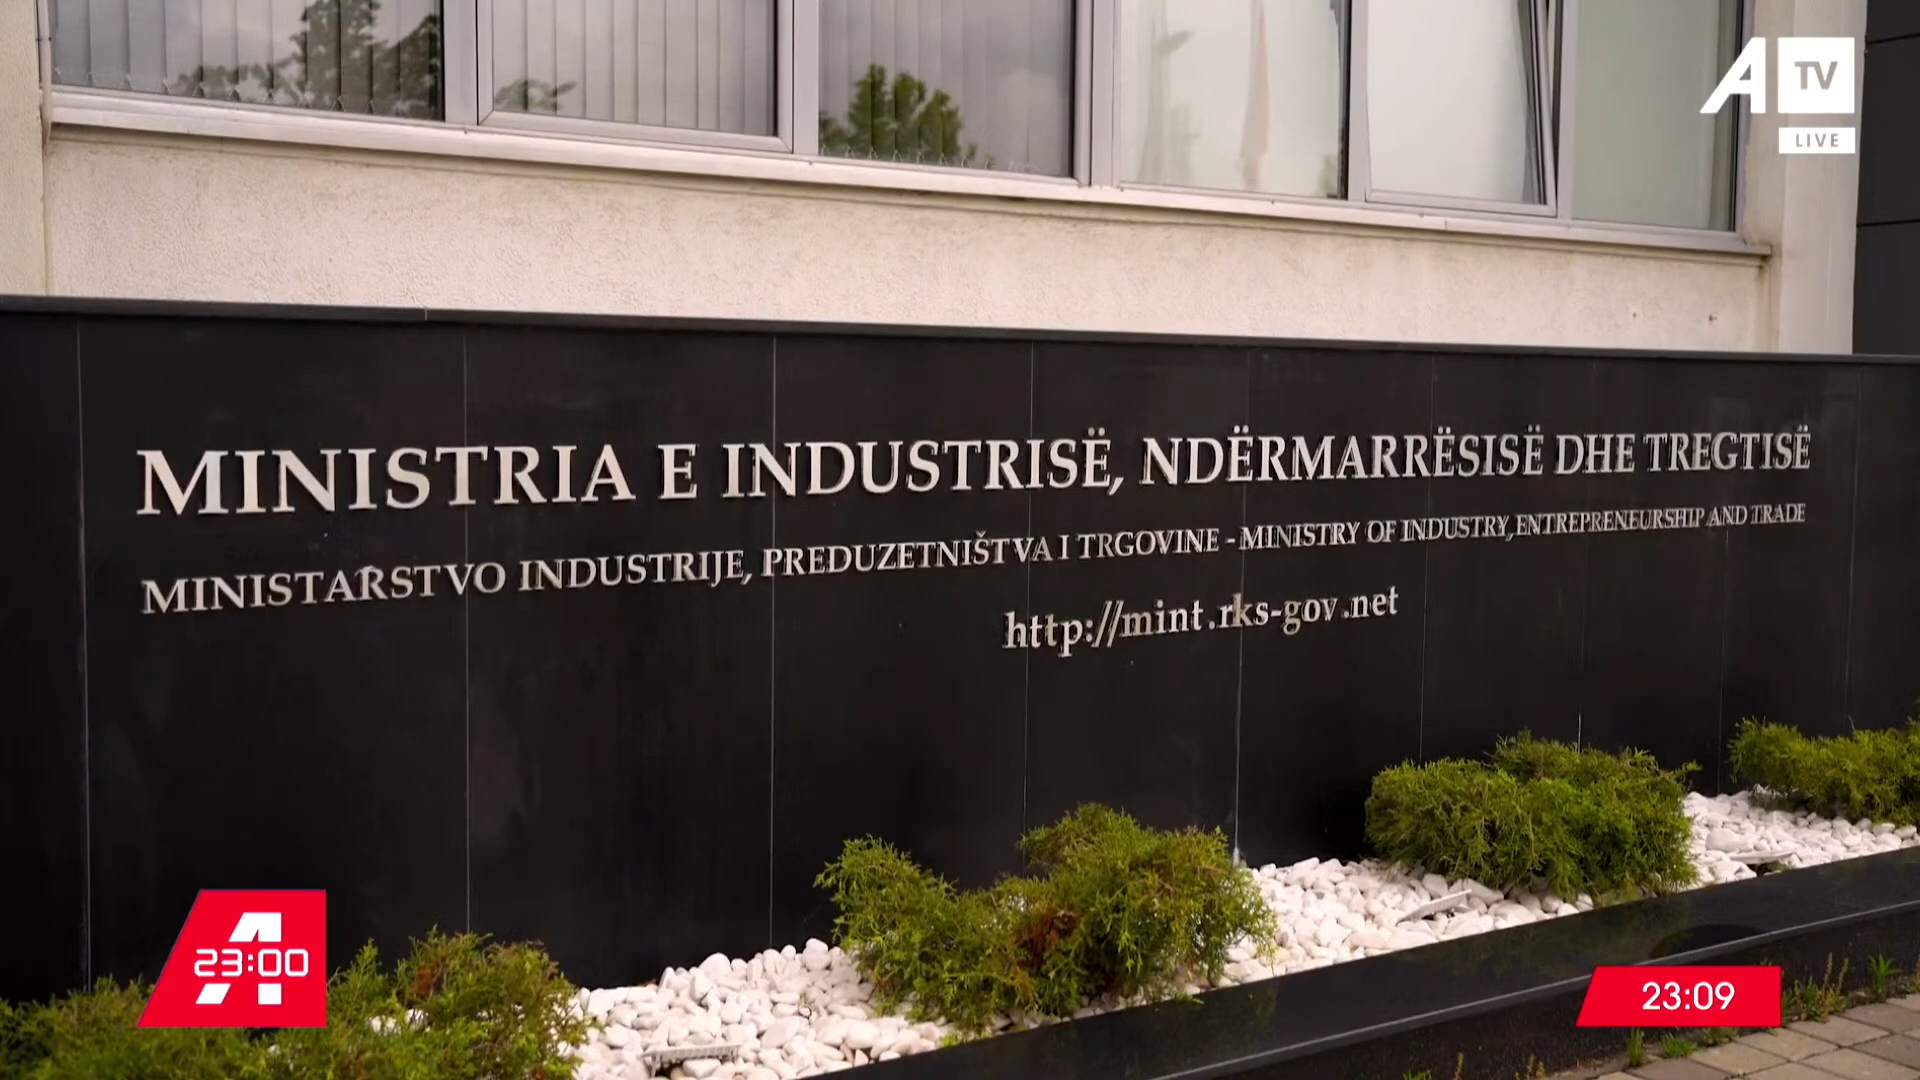 A TV
LIVE
MINISTRIA E INDUSTRISË, NDËRMARRËSISË DHE TREGTISË
MINISTARSTVO INDUSTRIJE, PREDUZETNIŠTVA I TRGOVINE - MINISTRY OF INDUSTRY, ENTREPRENEURSHIP AND TRADE
http://mint.rks-gov.net
A
23:00
23:09